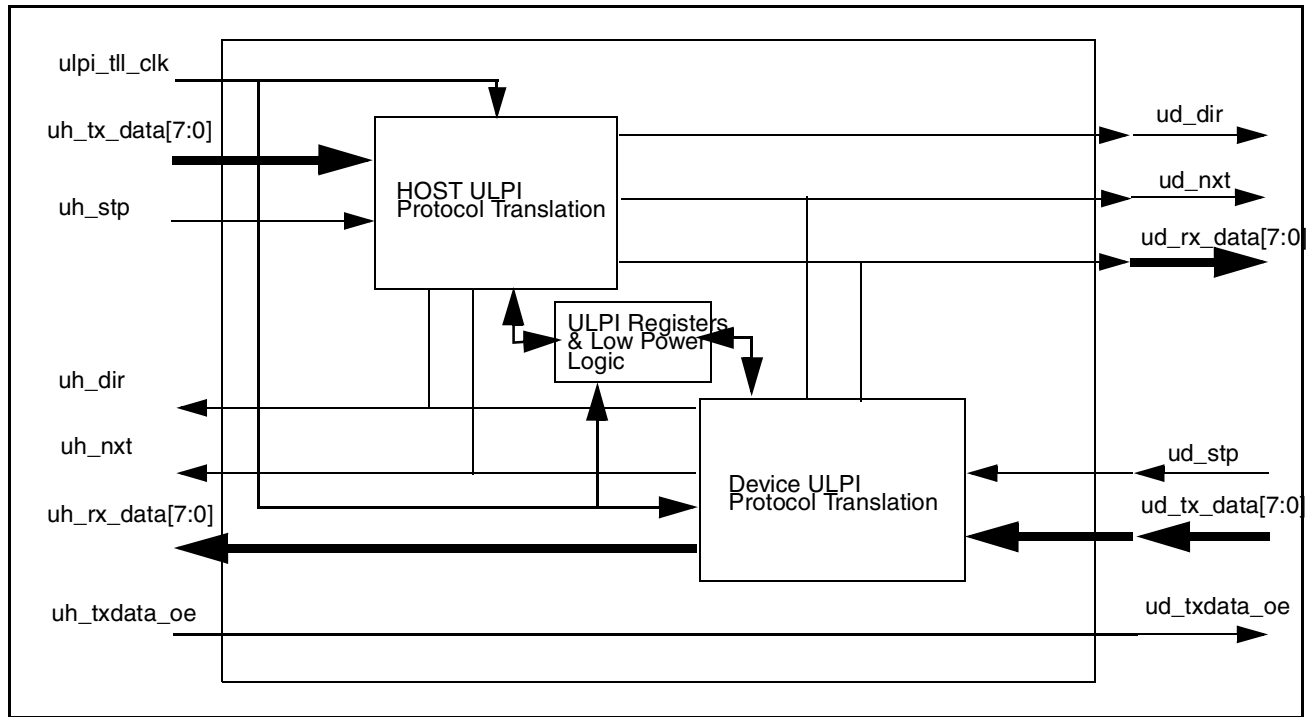 ulpi_tll_clk
uh_tx_data[7:0]
uh_stp
HOST ULPI
Protocol Translation
ud_dir
ud_nxt
ud_rx_data[7:0]
ULPI Registers
& Low Power
Logic
uh_dir
uh_nxt
uh_rx_data[7:0]
Device ULPI
Protocol Translation
ud_stp
ud_tx_data[7:0]
uh_txdata_oe
ud_txdata_oe